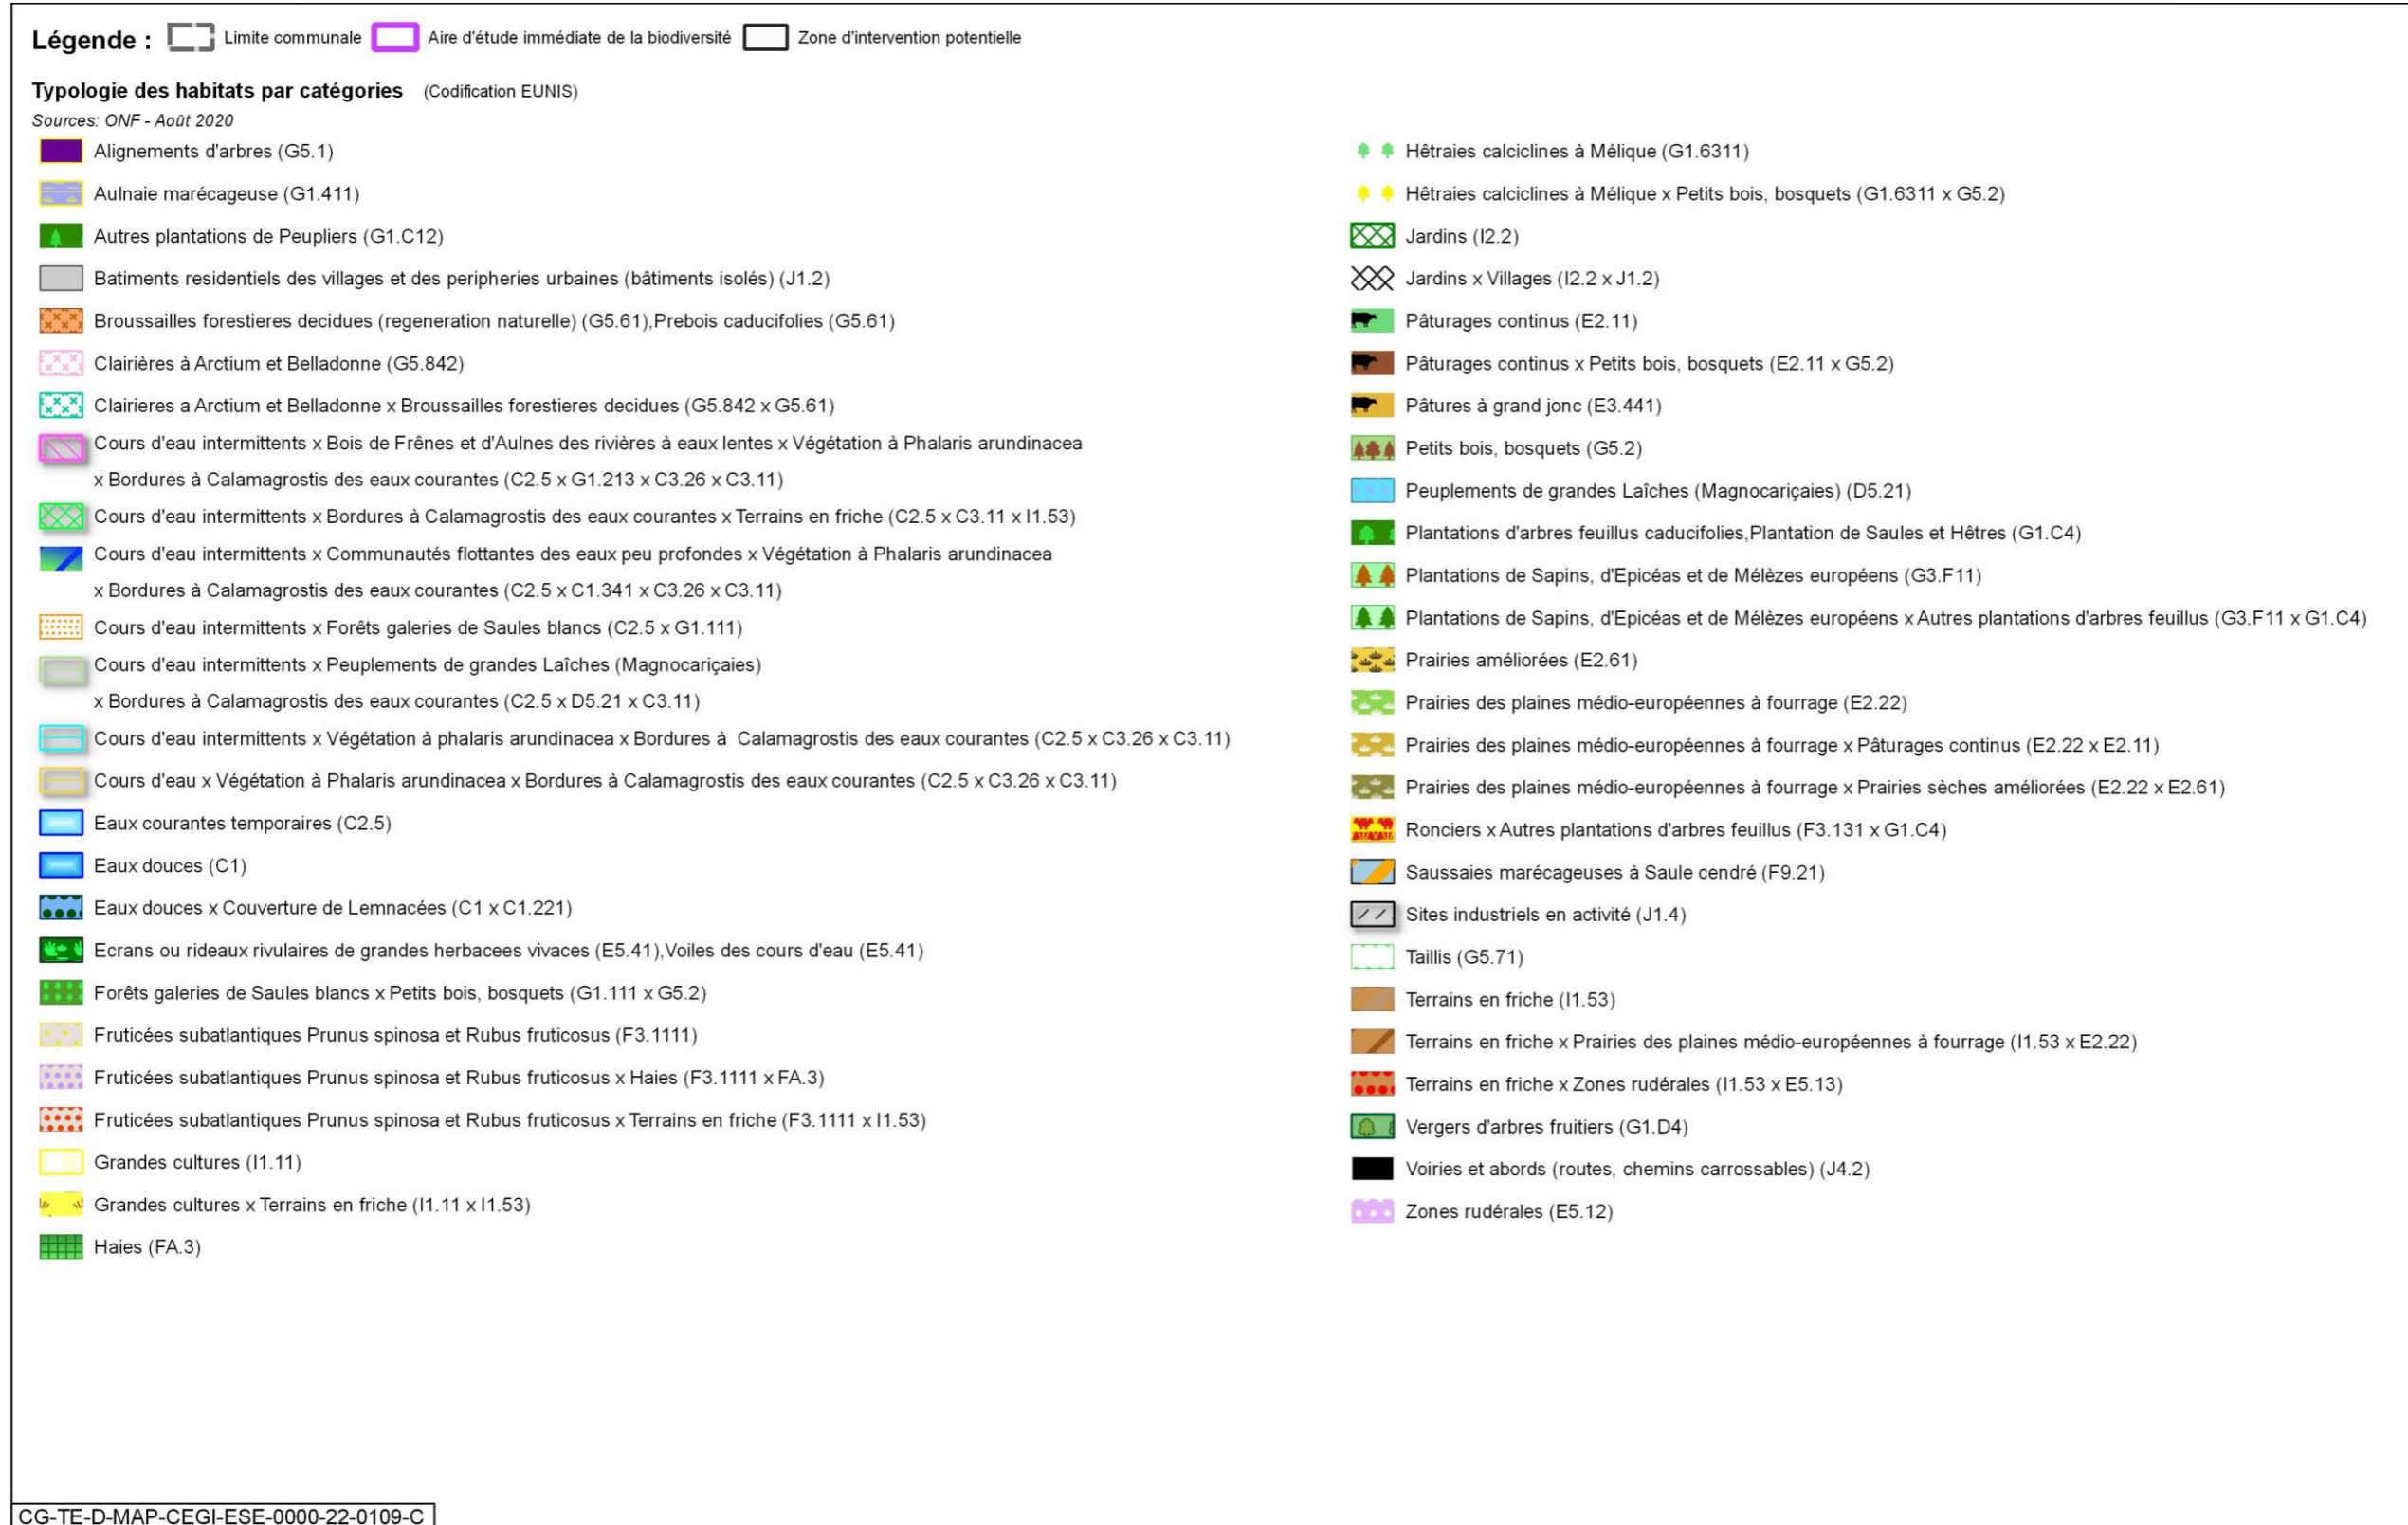 Légende : Limite communale Aire d'étude immédiate de la biodiversité Zone d'intervention potentielle
Typologie des habitats par catégories (Codification EUNIS)
Sources: ONF - Août 2020
Alignements d'arbres (G5.1)
Aulnaie marécageuse (G1.411)
Autres plantations de Peupliers (G1.C12)
Batiments residentiels des villages et des peripheries urbaines (bâtiments isolés) (J1.2)
Broussailles forestieres decidues (regeneration naturelle) (G5.61),Prebois caducifolies (G5.61)
Clairières à Arctium et Belladonne (G5.842)
Clairieres a Arctium et Belladonne x Broussailles forestieres decidues (G5.842 x G5.61)
Cours d'eau intermittents x Bois de Frênes et d'Aulnes des rivières à eaux lentes x Végétation à Phalaris arundinacea
x Bordures à Calamagrostis des eaux courantes (C2.5 x G1.213 x C3.26 x C3.11)
Cours d'eau intermittents x Bordures à Calamagrostis des eaux courantes x Terrains en friche (C2.5 x C3.11 x I1.53)
Cours d'eau intermittents x Communautés flottantes des eaux peu profondes x Végétation à Phalaris arundinacea
x Bordures à Calamagrostis des eaux courantes (C2.5 x C1.341 x C3.26 x C3.11)
Cours d'eau intermittents x Forêts galeries de Saules blancs (C2.5 x G1.111)
Cours d'eau intermittents x Peuplements de grandes Laîches (Magnocariçaies)
x Bordures à Calamagrostis des eaux courantes (C2.5 x D5.21 x C3.11)
Cours d'eau intermittents x Végétation à phalaris arundinacea x Bordures à Calamagrostis des eaux courantes (C2.5 x C3.26 x C3.11)
Cours d'eau x Végétation à Phalaris arundinacea x Bordures à Calamagrostis des eaux courantes (C2.5 x C3.26 x C3.11)
Eaux courantes temporaires (C2.5)
Eaux douces (C1)
Eaux douces x Couverture de Lemnacées (C1 x C1.221)
Ecrans ou rideaux rivulaires de grandes herbacees vivaces (E5.41),Voiles des cours d'eau (E5.41)
Forêts galeries de Saules blancs x Petits bois, bosquets (G1.111 x G5.2)
Fruticées subatlantiques Prunus spinosa et Rubus fruticosus (F3.1111)
Fruticées subatlantiques Prunus spinosa et Rubus fruticosus x Haies (F3.1111 x FA.3)
Fruticées subatlantiques Prunus spinosa et Rubus fruticosus x Terrains en friche (F3.1111 x I1.53)
Grandes cultures (I1.11)
Grandes cultures x Terrains en friche (I1.11 x I1.53)
Haies (FA.3)
Hêtraies calciclines à Mélique (G1.6311)
Hêtraies calciclines à Mélique x Petits bois, bosquets (G1.6311 x G5.2)
Jardins (I2.2)
Jardins x Villages (I2.2 x J1.2)
Pâturages continus (E2.11)
Pâturages continus x Petits bois, bosquets (E2.11 x G5.2)
Pâtures à grand jonc (E3.441)
Petits bois, bosquets (G5.2)
Peuplements de grandes Laîches (Magnocariçaies) (D5.21)
Plantations d'arbres feuillus caducifolies,Plantation de Saules et Hêtres (G1.C4)
Plantations de Sapins, d'Epicéas et de Mélèzes européens (G3.F11)
Plantations de Sapins, d'Epicéas et de Mélèzes européens x Autres plantations d'arbres feuillus (G3.F11 x G1.C4)
Prairies améliorées (E2.61)
Prairies des plaines médio-européennes à fourrage (E2.22)
Prairies des plaines médio-européennes à fourrage x Pâturages continus (E2.22 x E2.11)
Prairies des plaines médio-européennes à fourrage x Prairies sèches améliorées (E2.22 x E2.61)
Ronciers x Autres plantations d'arbres feuillus (F3.131 x G1.C4)
Saussaies marécageuses à Saule cendré (F9.21)
Sites industriels en activité (J1.4)
Taillis (G5.71)
Terrains en friche (I1.53)
Terrains en friche x Prairies des plaines médio-européennes à fourrage (I1.53 x E2.22)
Terrains en friche x Zones rudérales (I1.53 x E5.13)
Vergers d'arbres fruitiers (G1.D4)
Voiries et abords (routes, chemins carrossables) (J4.2)
Zones rudérales (E5.12)
CG-TE-D-MAP-CEGI-ESE-0000-22-0109-C